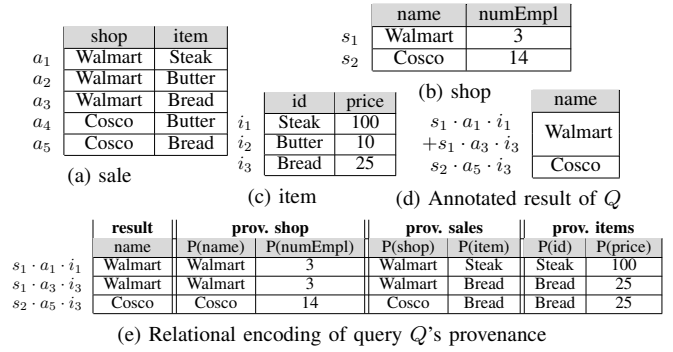 shop item
a1 Walmart Steak
a2 Walmart Butter
a3 Walmart Bread
a4 Cosco Butter
a5 Cosco Bread
(a) sale
name numEmpl
s1 Walmart 3
s2 Cosco 14
(b) shop
id price
i1 Steak 100
i2 Butter 10
i3 Bread 25
(c) item
name
s1 · a1 · i1
+s1 · a3 · i3
Walmart
s2 · a5 · i3 Cosco
(d) Annotated result of Q
result prov. shop prov. sales prov. items
name P(name) P(numEmpl) P(shop) P(item) P(id) P(price)
s1 · a1 · i1 Walmart Walmart 3 Walmart Steak Steak 100
s1 · a3 · i3 Walmart Walmart 3 Walmart Bread Bread 25
s2 · a5 · i3 Cosco Cosco 14 Cosco Bread Bread 25
(e) Relational encoding of query Q's provenance